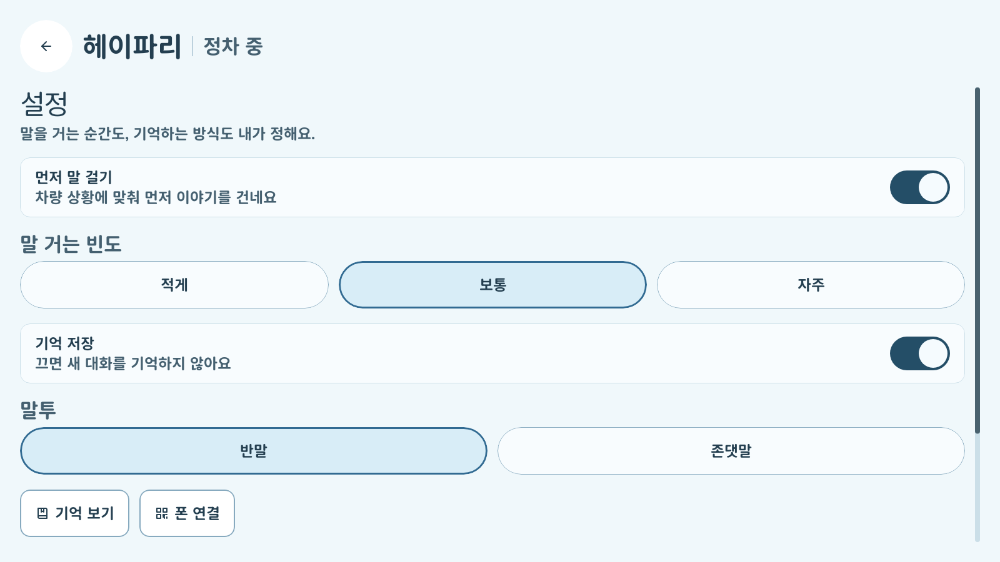 헤이파리 정차 중
설정
말을 거는 순간도, 기억하는 방식도 내가 정해요.
먼저 말 걸기
차량 상황에 맞춰 먼저 이야기를 건네요
말 거는 빈도
적게 보통 자주
기억 저장
끄면 새 대화를 기억하지 않아요
말투
반말 존댓말
기억 보기 폰 연결